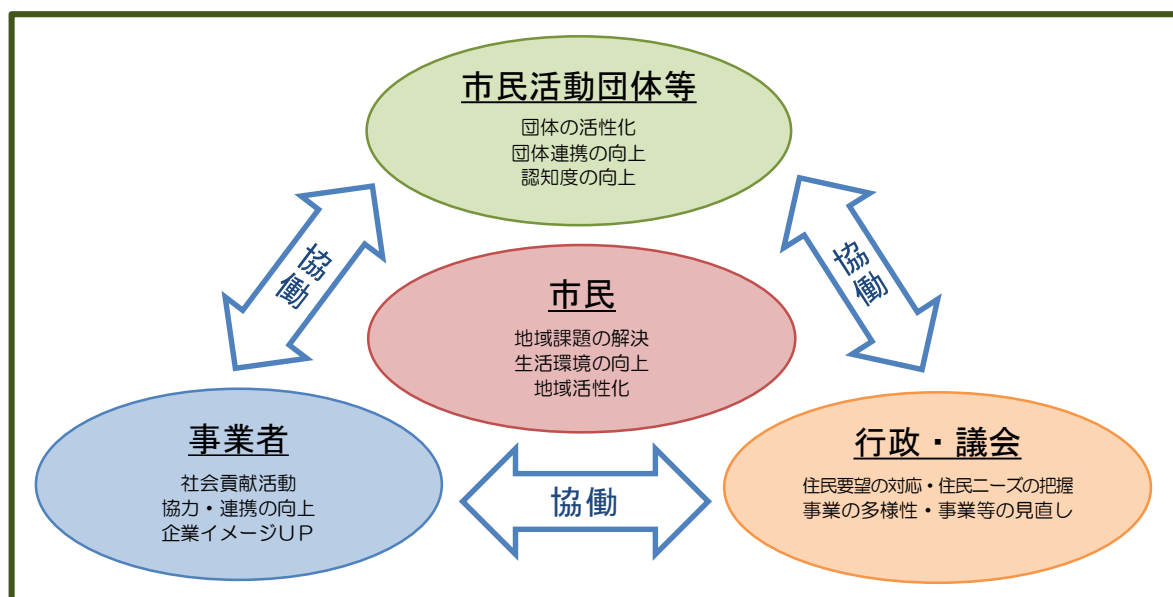 市民活動団体等
団体の活性化
団体連携の向上
認知度の向上
協働
協働
市民
地域課題の解決
生活環境の向上
地域活性化
事業者
社会貢献活動
協力・連携の向上
企業イメージUP
協働
行政・議会
住民要望の対応・住民ニーズの把握
事業の多様性・事業等の見直し